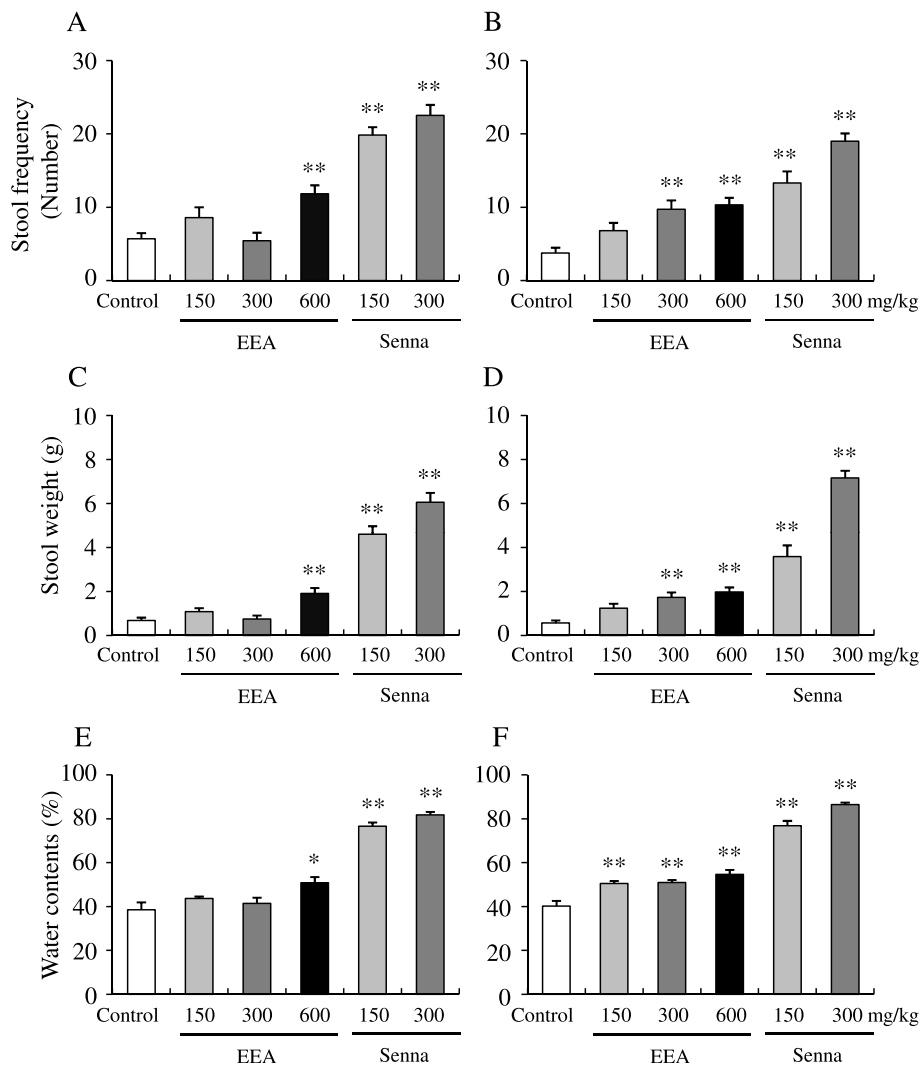 A
30
20
10
0
Stool frequency
(Number)
**
**
**
Control 150 300 600 150 300
EEA Senna
B
30
20
10
0
**
**
**
**
Control 150 300 600 150 300 mg/kg
EEA Senna
C
10
8
6
4
2
0
Stool weight (g)
**
**
**
Control 150 300 600 150 300
EEA Senna
D
10
8
6
4
2
0
**
**
**
**
Control 150 300 600 150 300 mg/kg
EEA Senna
E
100
80
60
40
20
0
Water contents (%)
*
**
**
Control 150 300 600 150 300
EEA Senna
F
100
80
60
40
20
0
**
**
**
**
**
Control 150 300 600 150 300 mg/kg
EEA Senna